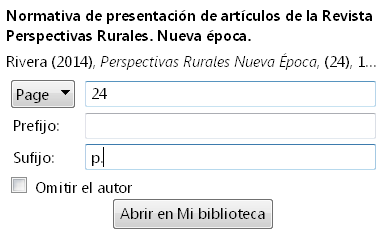 Normativa de presentación de artículos de la Revista
Perspectivas Rurales. Nueva época.
Rivera (2014), Perspectivas Rurales Nueva Época, (24), 1...
Page 24
Prefijo:
Sufijo: p.
Omitir el autor
Abrir en Mi biblioteca